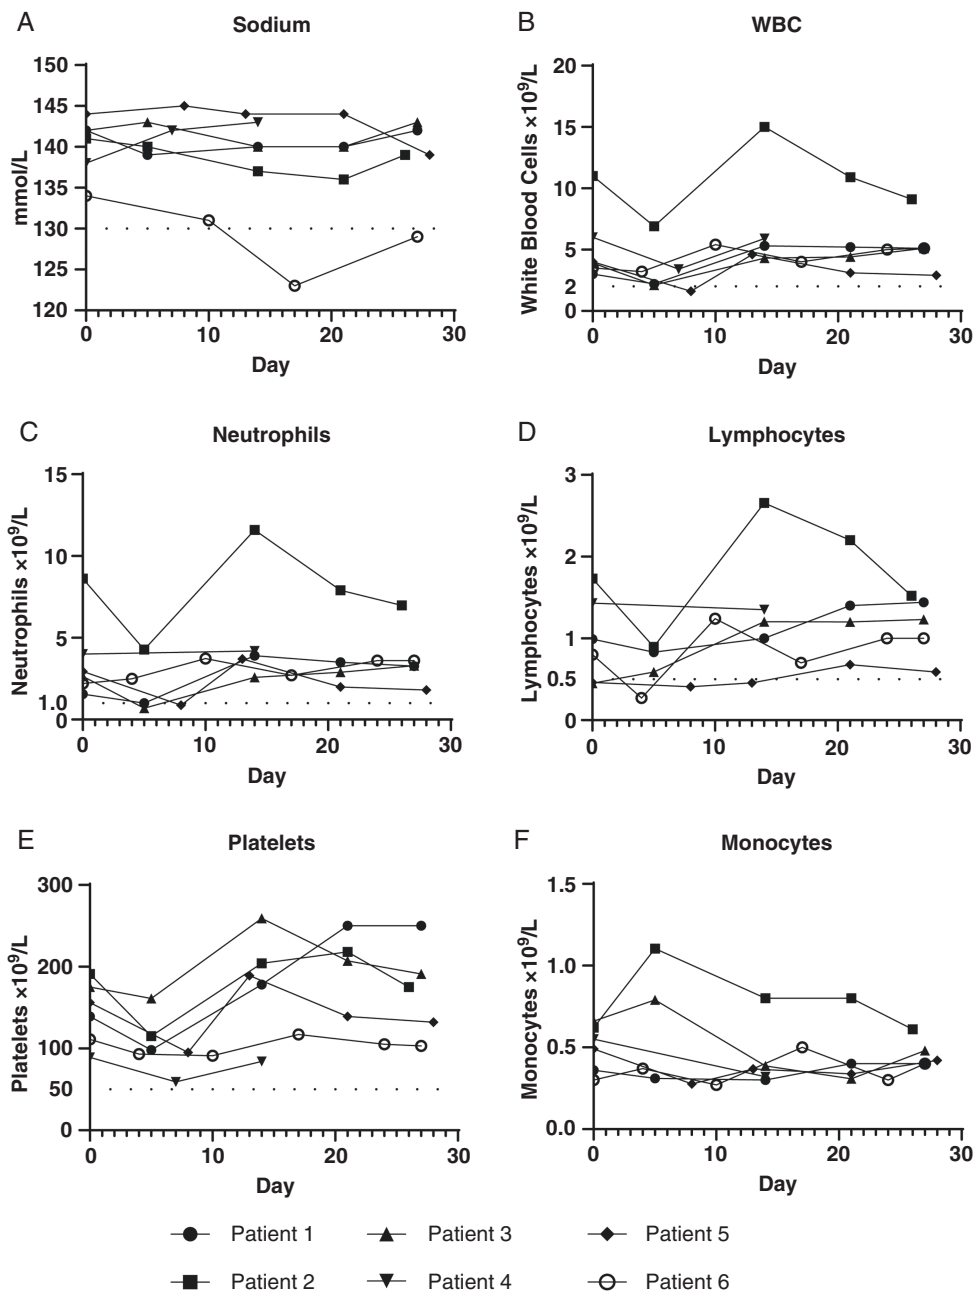 A
Sodium
150
145
140
135
130
125
120
mmol/L
0 10 20 30
Day
B
WBC
20
15
10
5
2
0
White Blood Cells ×10⁹/L
0 10 20 30
Day
C
Neutrophils
15
10
5
1.0
0
Neutrophils ×10⁹/L
0 10 20 30
Day
D
Lymphocytes
3
2
1
0.5
0
Lymphocytes ×10⁹/L
0 10 20 30
Day
E
Platelets
300
200
100
50
0
Platelets ×10⁹/L
0 10 20 30
Day
F
Monocytes
1.5
1.0
0.5
0.0
Monocytes ×10⁹/L
0 10 20 30
Day
Patient 1 Patient 3 Patient 5
Patient 2 Patient 4 Patient 6